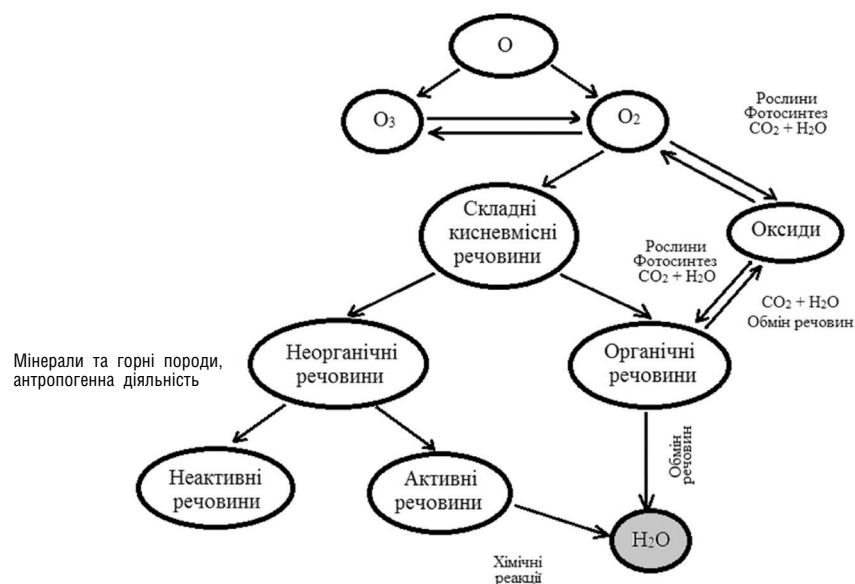 O
O₃
O₂
Рослини
Фотосинтез
CO₂ + H₂O
Складні
кисневмісні
речовини
Оксиди
Рослини
Фотосинтез
CO₂ + H₂O
CO₂ + H₂O
Обмін речовин
Мінерали та горні породи,
антропогенна діяльність
Неорганічні
речовини
Органічні
речовини
Обмін
речовин
Неактивні
речовини
Активні
речовини
H₂O
Хімічні
реакції